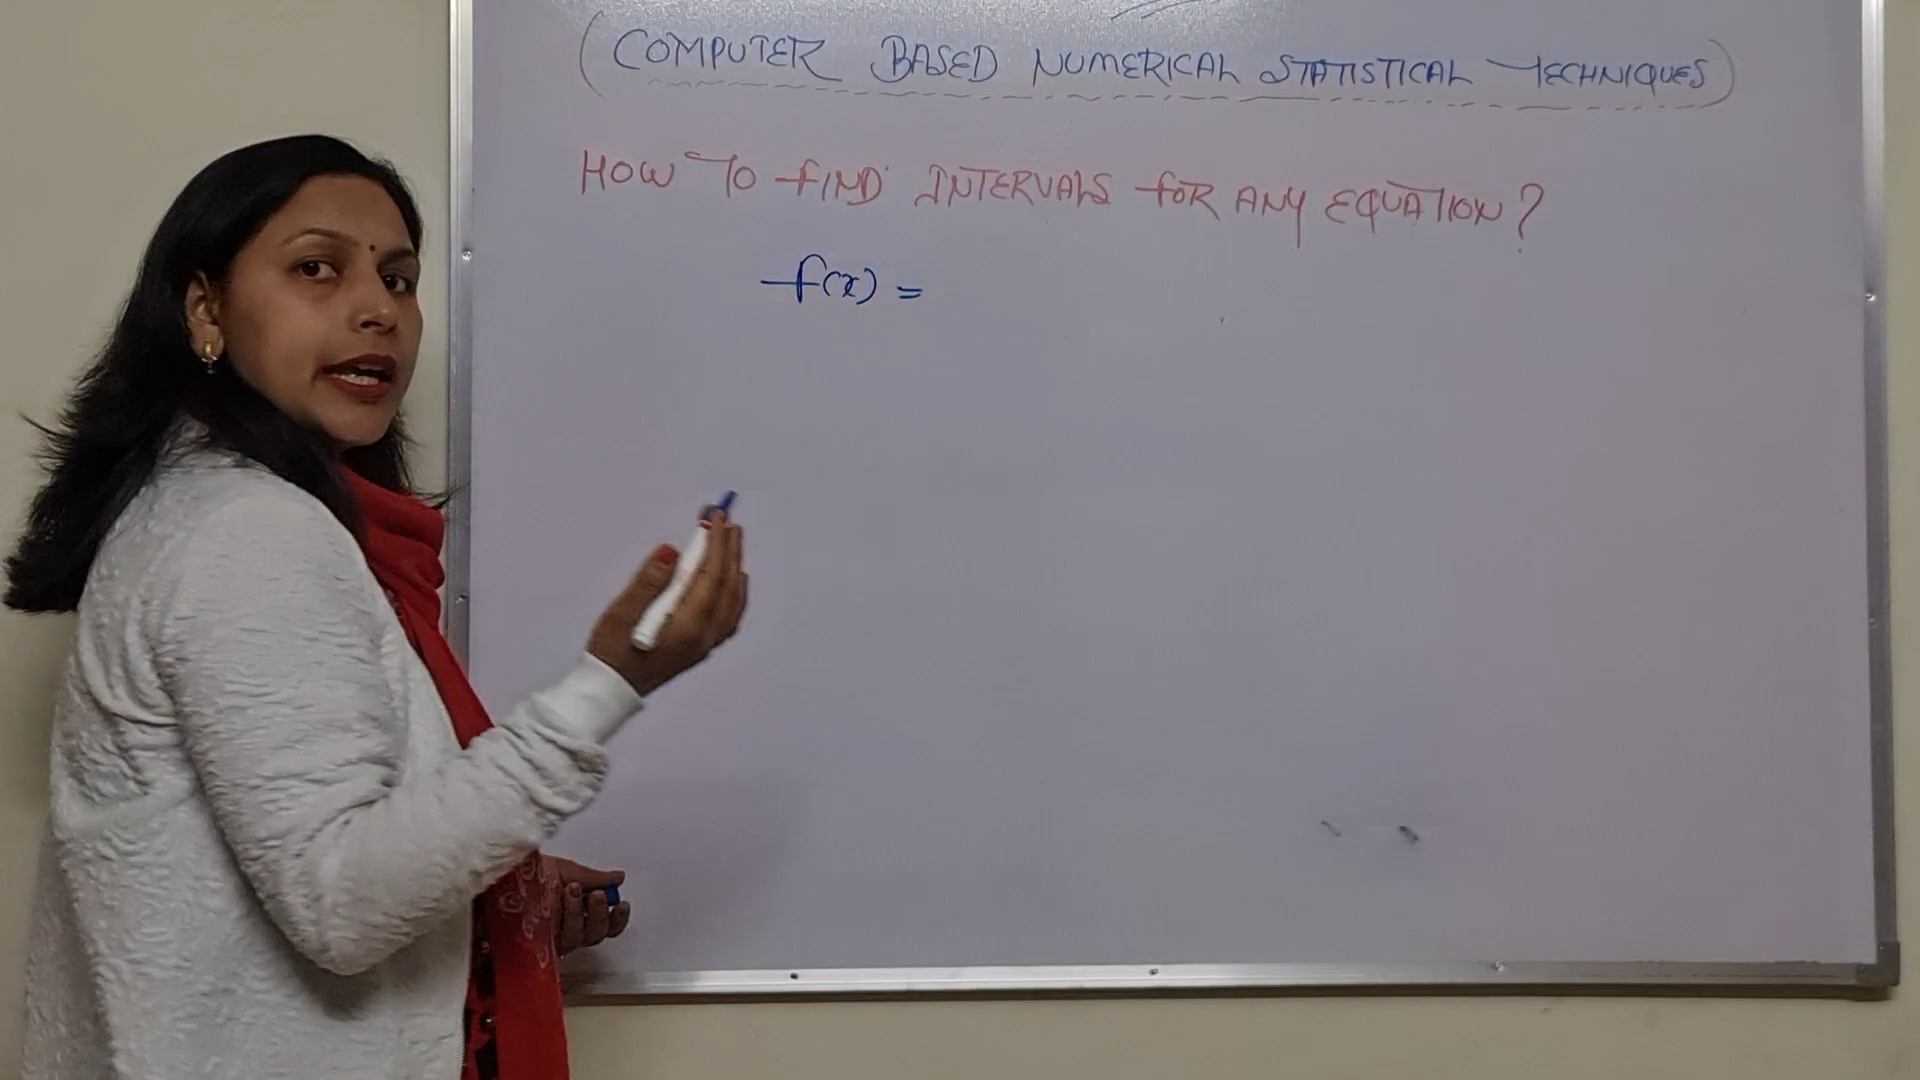 (COMPUTER BASED NUMERICAL STATISTICAL TECHNIQUES)
HOW TO FIND INTERVALS FOR ANY EQUATION?
f(x) =